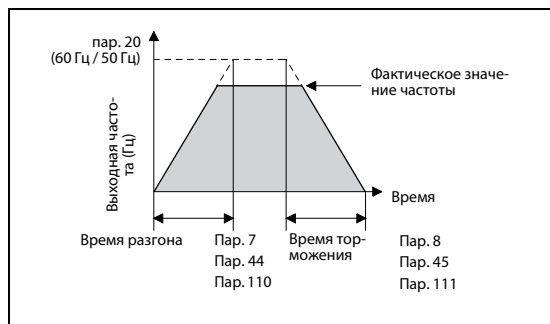 пар. 20
(60 Гц / 50 Гц)
Фактическое значе-
ние частоты
Выходная часто-
та (Гц)
Время
Время разгона
Пар. 7
Пар. 44
Пар. 110
Время тор-
можения
Пар. 8
Пар. 45
Пар. 111